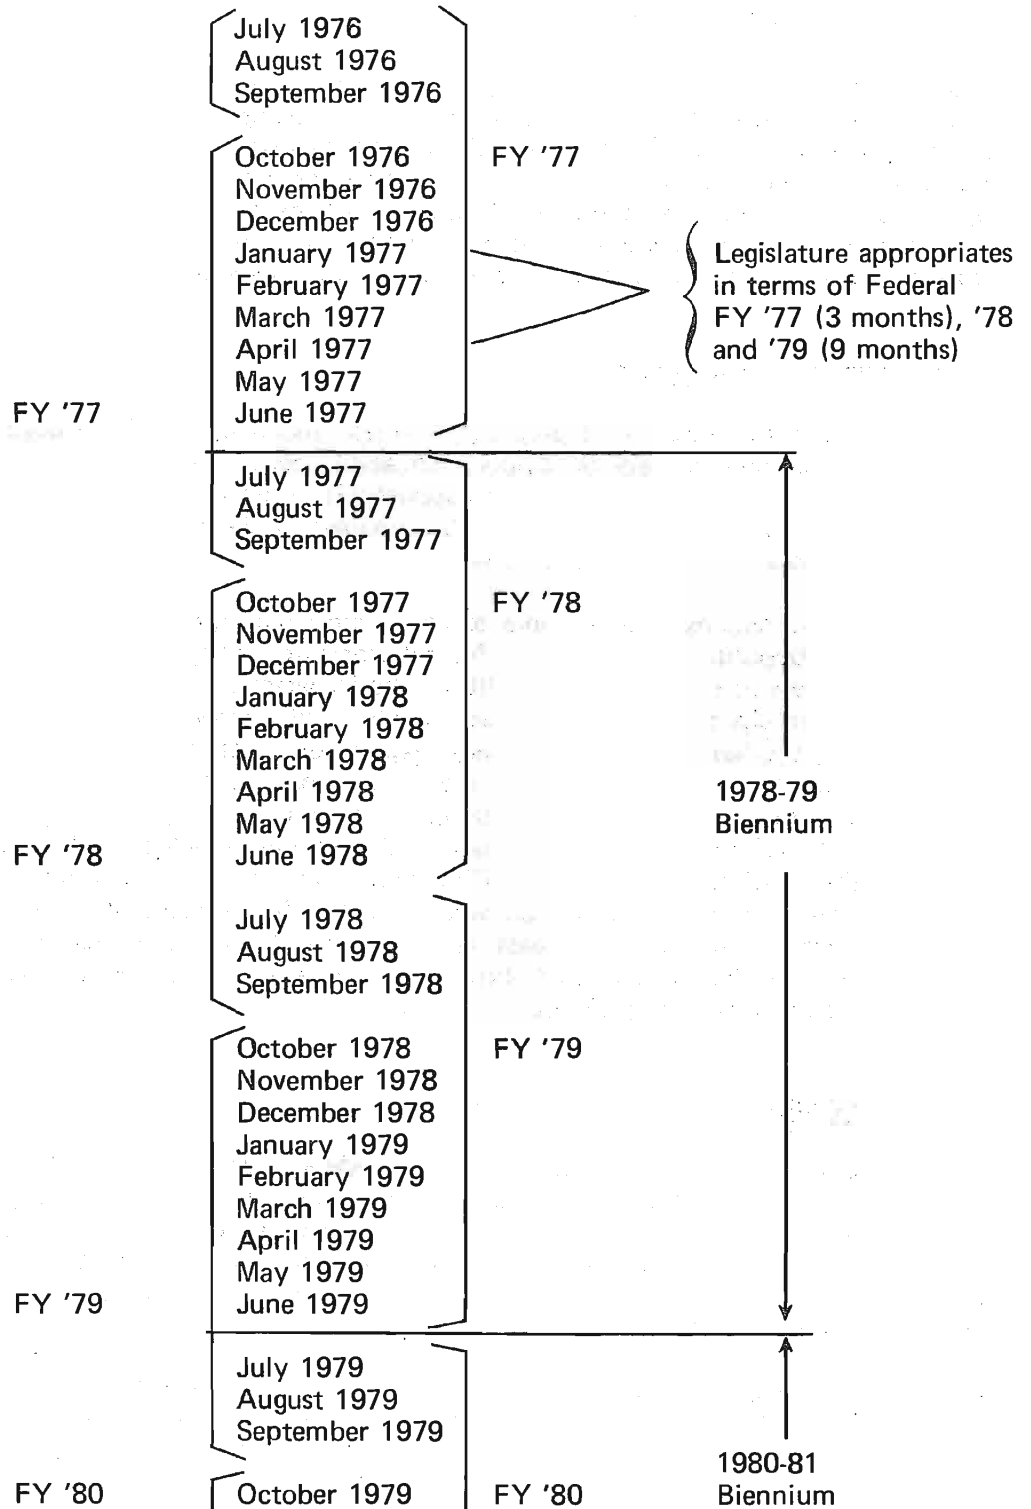 July 1976
August 1976
September 1976
October 1976
FY '77
November 1976
December 1976
January 1977
February 1977
March 1977
April 1977
May 1977
June 1977
Legislature appropriates
in terms of Federal
FY '77 (3 months), '78
and '79 (9 months)
FY '77
July 1977
August 1977
September 1977
October 1977
FY '78
November 1977
December 1977
January 1978
February 1978
March 1978
April 1978
May 1978
June 1978
1978-79
Biennium
FY '78
July 1978
August 1978
September 1978
October 1978
FY '79
November 1978
December 1978
January 1979
February 1979
March 1979
April 1979
May 1979
June 1979
FY '79
July 1979
August 1979
September 1979
FY '80
October 1979
FY '80
1980-81
Biennium